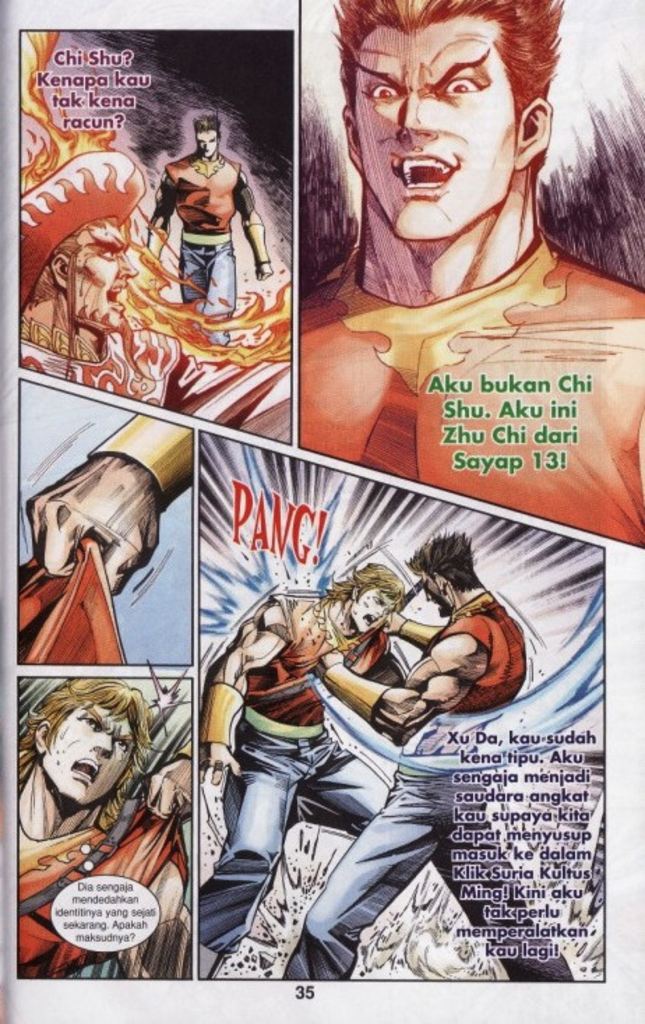 Chi Shu?
Kenapa kau
tak kena
racun?
Aku bukan Chi
Shu. Aku ini
Zhu Chi dari
Sayap 13!
PANG!
Dia sengaja
mendedahkan
identitinya yang sejati
sekarang. Apakah
maksudnya?
Xu Da, kau sudah
kena tipu. Aku
sengaja menjadi
saudara angkat
kau supaya kita
dapat menyusup
masuk ke dalam
Klik Suria Kultus
Ming! Kini aku
tak perlu
memperalatkan
kau lagi!
35